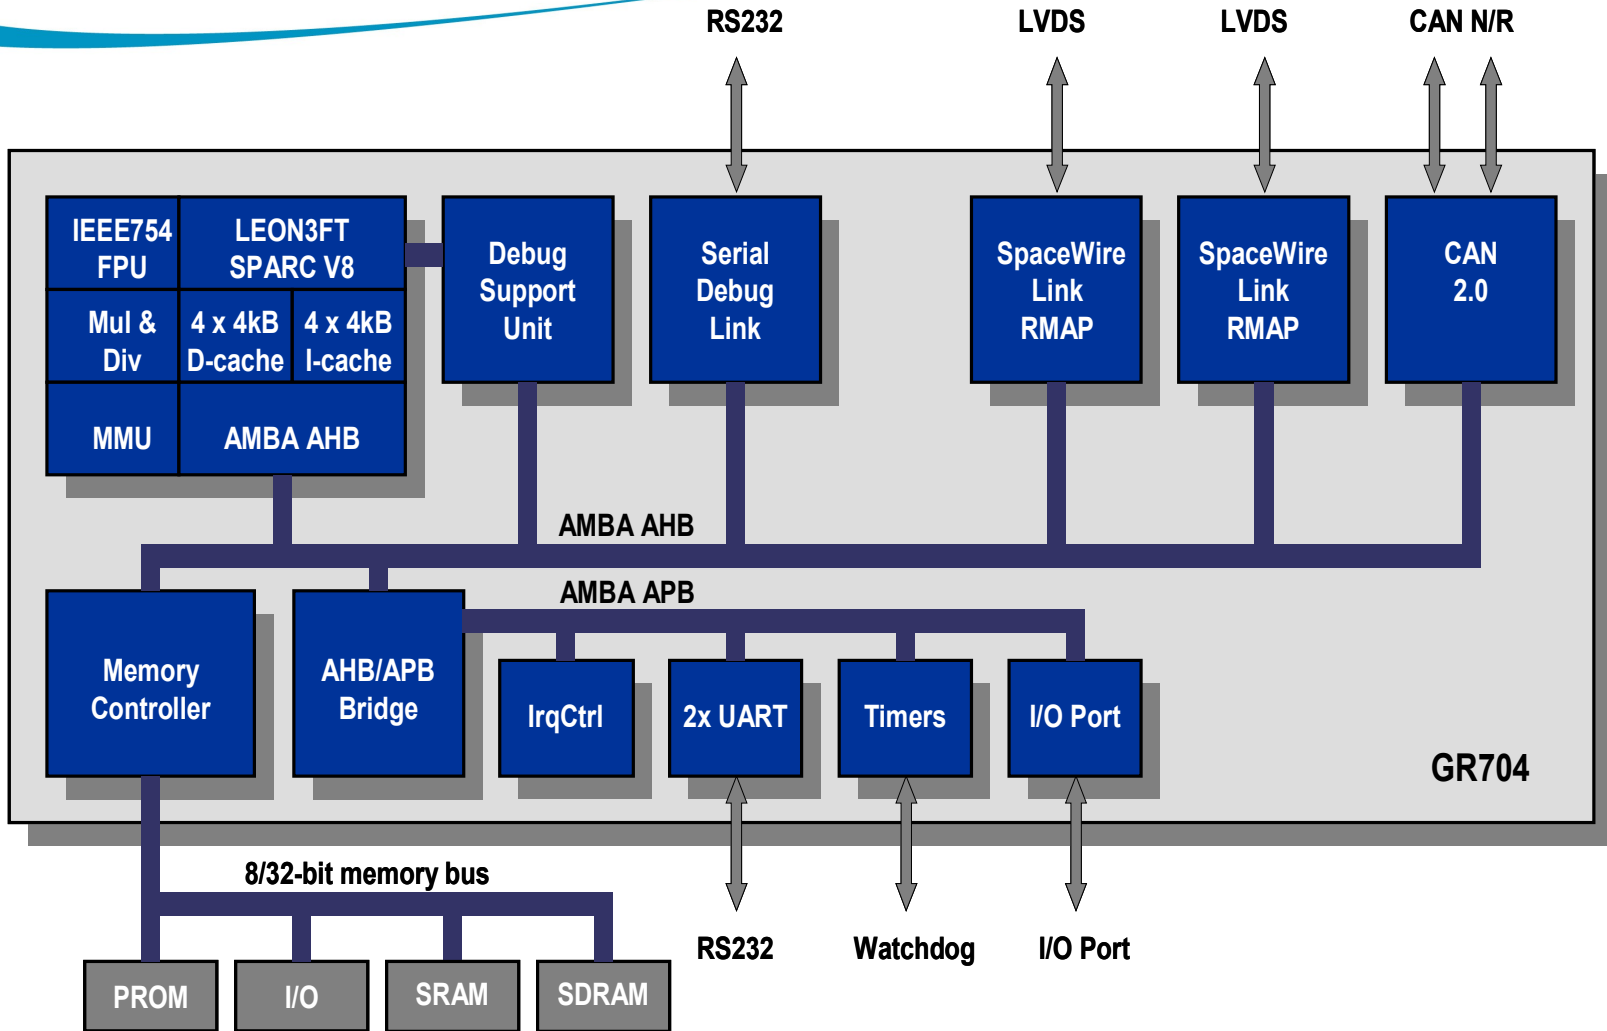 RS232
LVDS
LVDS
CAN N/R
IEEE754
FPU
LEON3FT
SPARC V8
Mul &
Div
4 x 4kB
D-cache
4 x 4kB
I-cache
MMU
AMBA AHB
Debug
Support
Unit
Serial
Debug
Link
SpaceWire
Link
RMAP
SpaceWire
Link
RMAP
CAN
2.0
AMBA AHB
AMBA APB
Memory
Controller
AHB/APB
Bridge
IrqCtrl
2x UART
Timers
I/O Port
GR704
8/32-bit memory bus
RS232
Watchdog
I/O Port
PROM
I/O
SRAM
SDRAM